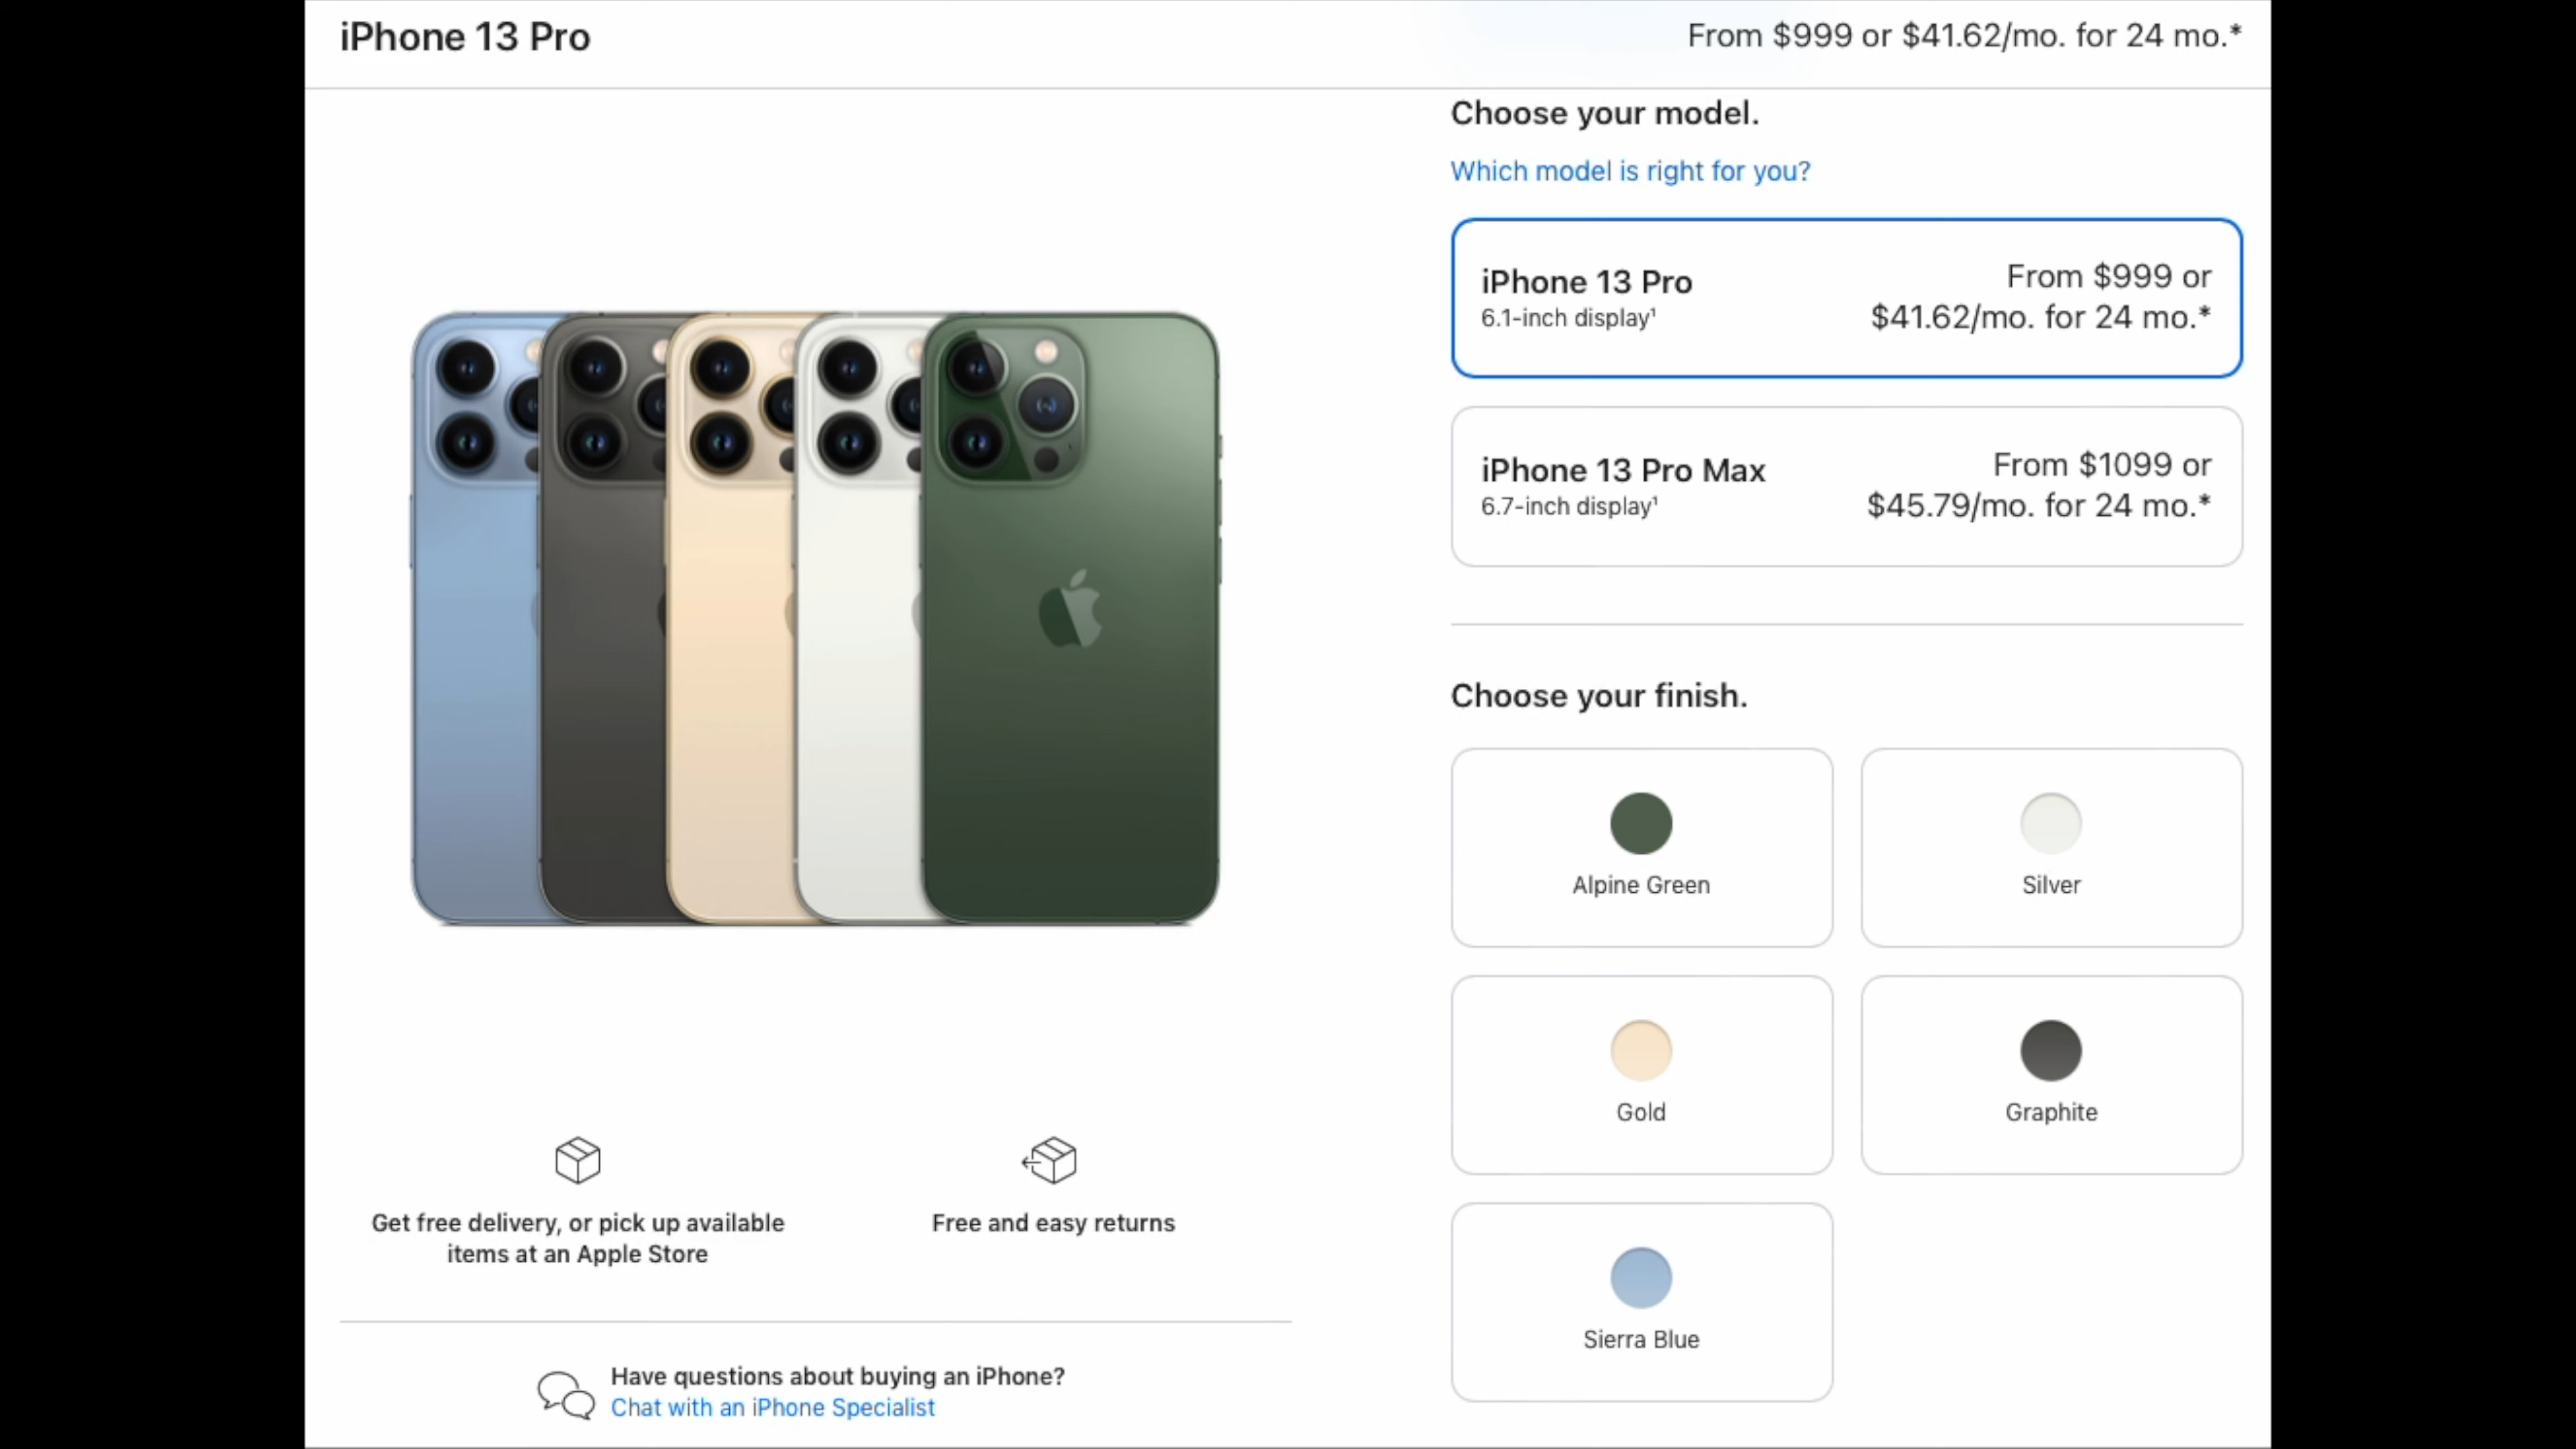 iPhone 13 Pro
From $999 or $41.62/mo. for 24 mo.*
Choose your model.
Which model is right for you?
iPhone 13 Pro
6.1-inch display¹
From $999 or
$41.62/mo. for 24 mo.*
iPhone 13 Pro Max
6.7-inch display¹
From $1099 or
$45.79/mo. for 24 mo.*
Choose your finish.
Alpine Green
Silver
Gold
Graphite
Sierra Blue
Get free delivery, or pick up available
items at an Apple Store
Free and easy returns
Have questions about buying an iPhone?
Chat with an iPhone Specialist